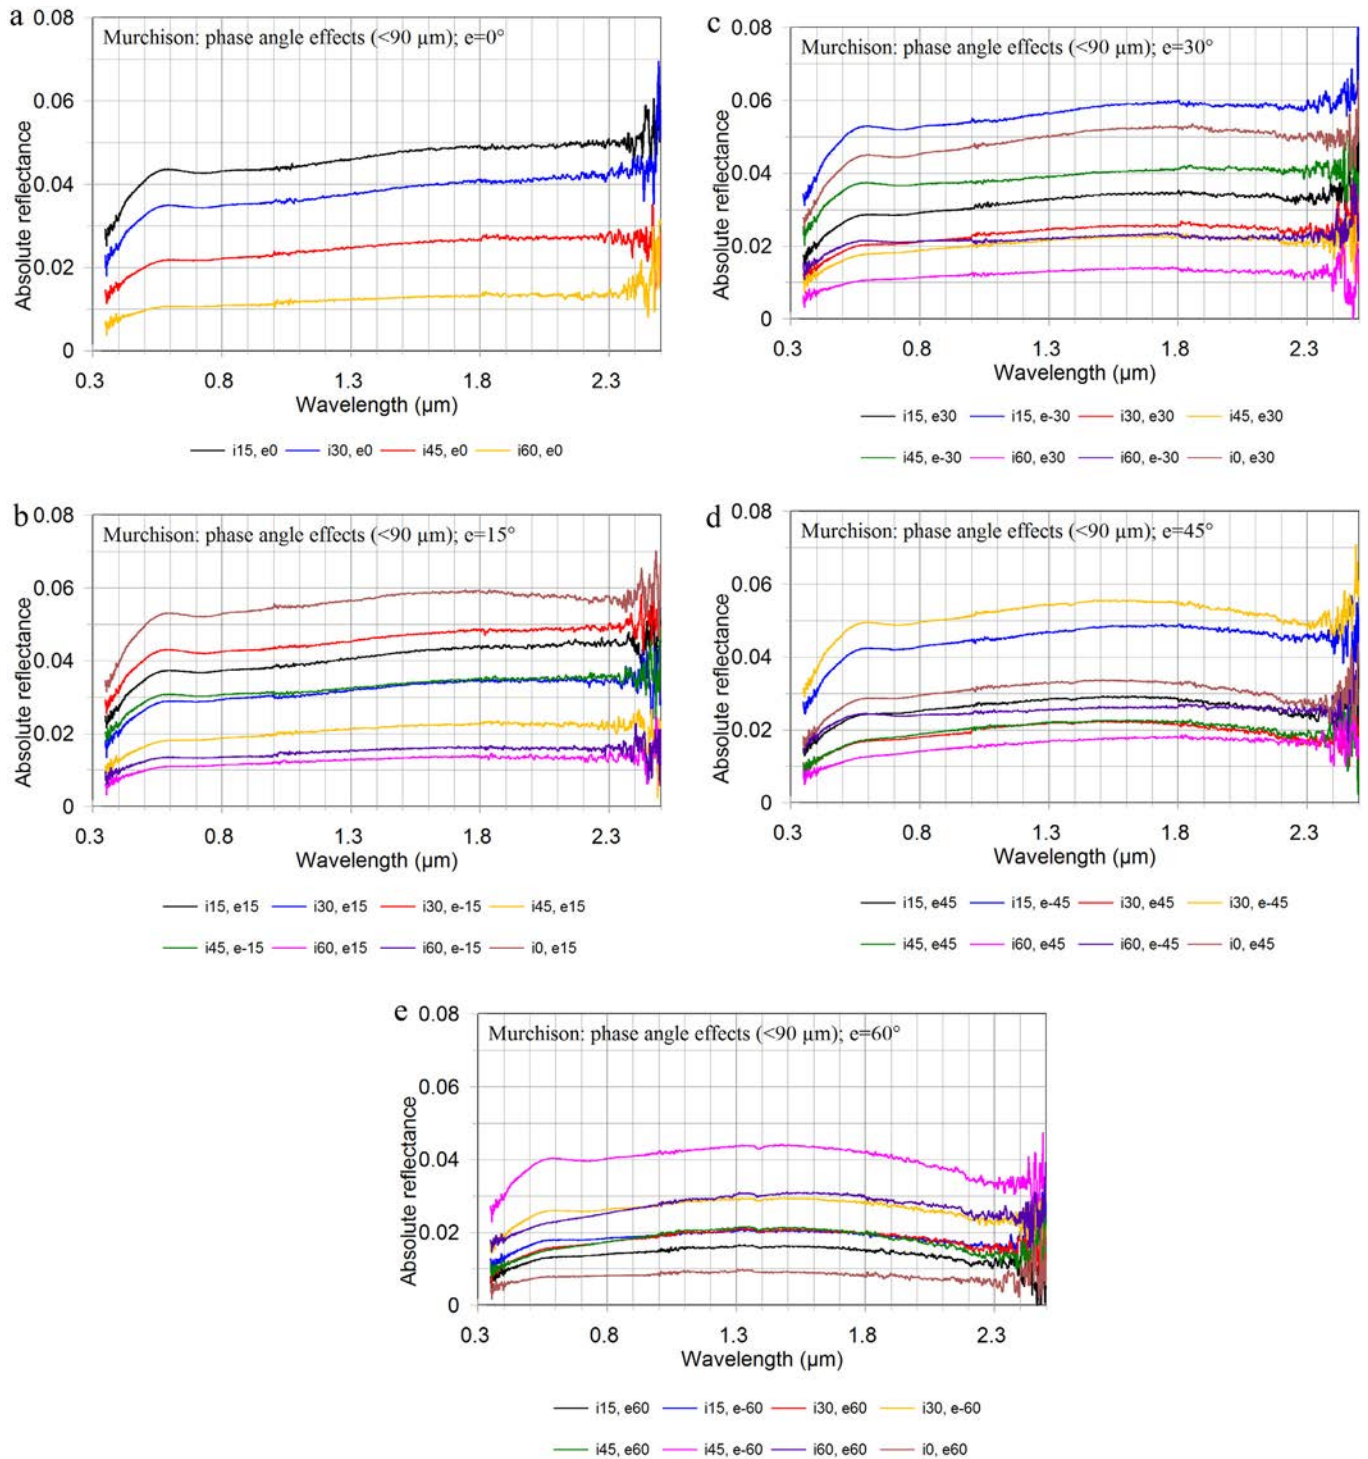 a
Murchison: phase angle effects (<90 µm); e=0°
Absolute reflectance
0.08
0.06
0.04
0.02
0
0.3 0.8 1.3 1.8 2.3
Wavelength (µm)
i15, e0 i30, e0 i45, e0 i60, e0
b
Murchison: phase angle effects (<90 µm); e=15°
Absolute reflectance
0.08
0.06
0.04
0.02
0
0.3 0.8 1.3 1.8 2.3
Wavelength (µm)
i15, e15 i30, e15 i30, e-15 i45, e15
i45, e-15 i60, e15 i60, e-15 i0, e15
c
Murchison: phase angle effects (<90 µm); e=30°
Absolute reflectance
0.08
0.06
0.04
0.02
0
0.3 0.8 1.3 1.8 2.3
Wavelength (µm)
i15, e30 i15, e-30 i30, e30 i45, e30
i45, e-30 i60, e30 i60, e-30 i0, e30
d
Murchison: phase angle effects (<90 µm); e=45°
Absolute reflectance
0.08
0.06
0.04
0.02
0
0.3 0.8 1.3 1.8 2.3
Wavelength (µm)
i15, e45 i15, e-45 i30, e45 i30, e-45
i45, e45 i60, e45 i60, e-45 i0, e45
e
Murchison: phase angle effects (<90 µm); e=60°
Absolute reflectance
0.08
0.06
0.04
0.02
0
0.3 0.8 1.3 1.8 2.3
Wavelength (µm)
i15, e60 i15, e-60 i30, e60 i30, e-60
i45, e60 i45, e-60 i60, e60 i0, e60